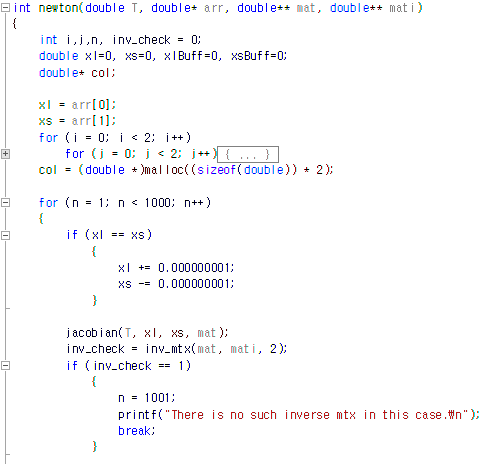 int newton(double T, double* arr, double** mat, double** mati)
{
int i,j,n, inv_check = 0;
double xl=0, xs=0, xlBuff=0, xsBuff=0;
double* col;
xl = arr[0];
xs = arr[1];
for (i = 0; i < 2; i++)
for (j = 0; j < 2; j++) { ... }
col = (double *)malloc((sizeof(double)) * 2);
for (n = 1; n < 1000; n++)
{
if (xl == xs)
{
xl += 0.000000001;
xs -= 0.000000001;
}
jacobian(T, xl, xs, mat);
inv_check = inv_mtx(mat, mati, 2);
if (inv_check == 1)
{
n = 1001;
printf("There is no such inverse mtx in this case.₩n");
break;
}